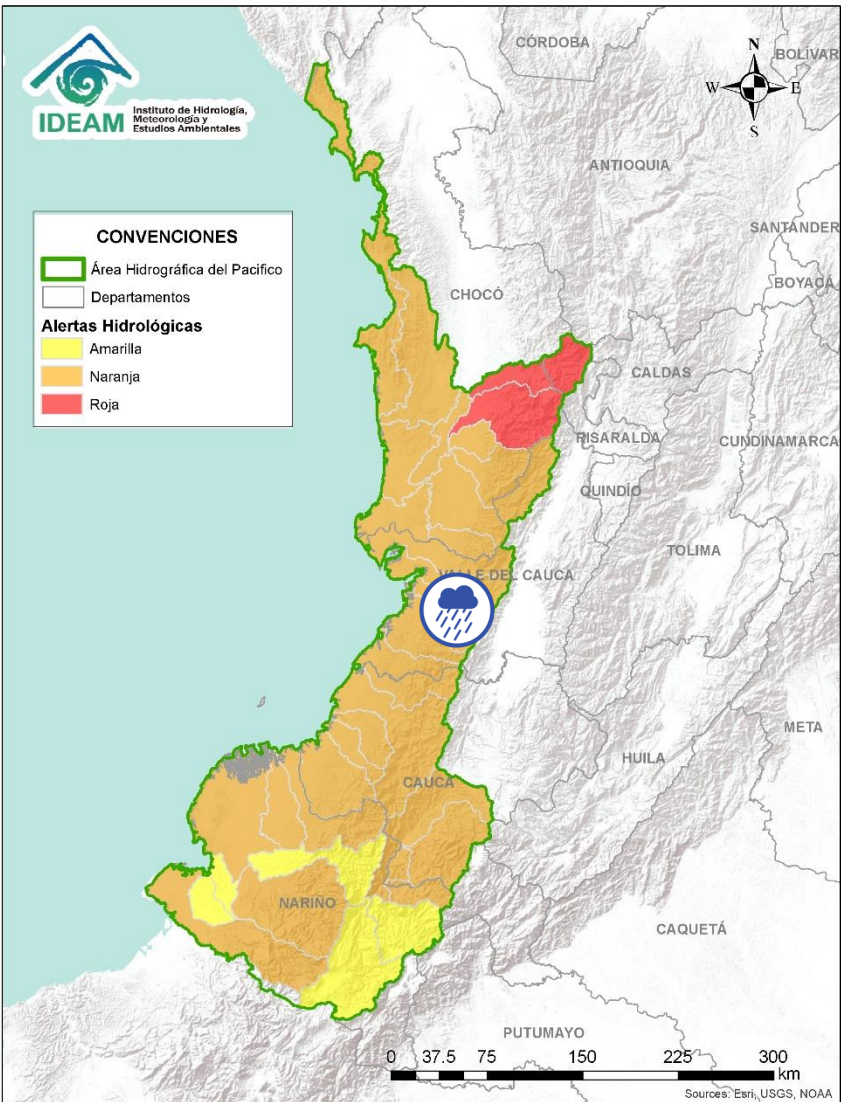 IDEAM
Instituto de Hidrología,
Meteorología y
Estudios Ambientales
CÓRDOBA
N
BOLIVAR
W
E
S
ANTIOQUIA
CONVENCIONES
Área Hidrográfica del Pacifico
Departamentos
Alertas Hidrológicas
Amarilla
Naranja
Roja
SANTANDER
BOYACÁ
CHOCÓ
CALDAS
RISARALDA
CUNDINAMARCA
QUINDÍO
TOLIMA
VALLE DEL CAUCA
META
HUILA
CAUCA
NARIÑO
CAQUETÁ
PUTUMAYO
0 37.5 75 150 225 300
km
Sources: Esri, USGS, NOAA